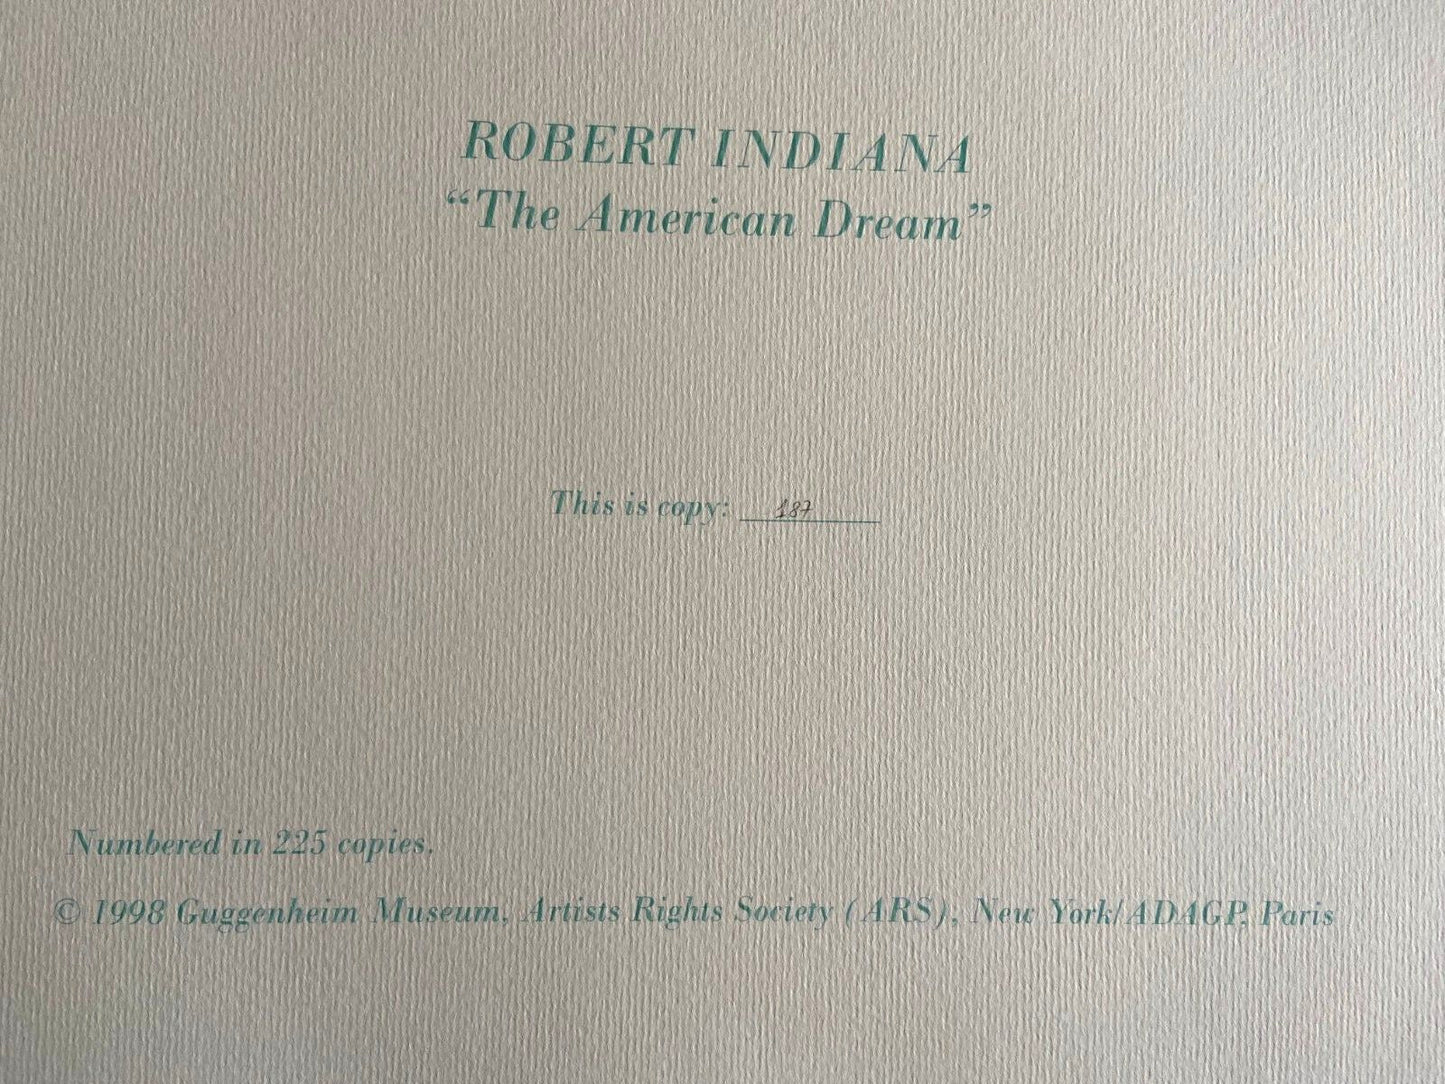 ROBERT INDIANA
“The American Dream”
This is copy: 187
Numbered in 225 copies.
© 1998 Guggenheim Museum, Artists Rights Society (ARS), New York/ADAGP, Paris